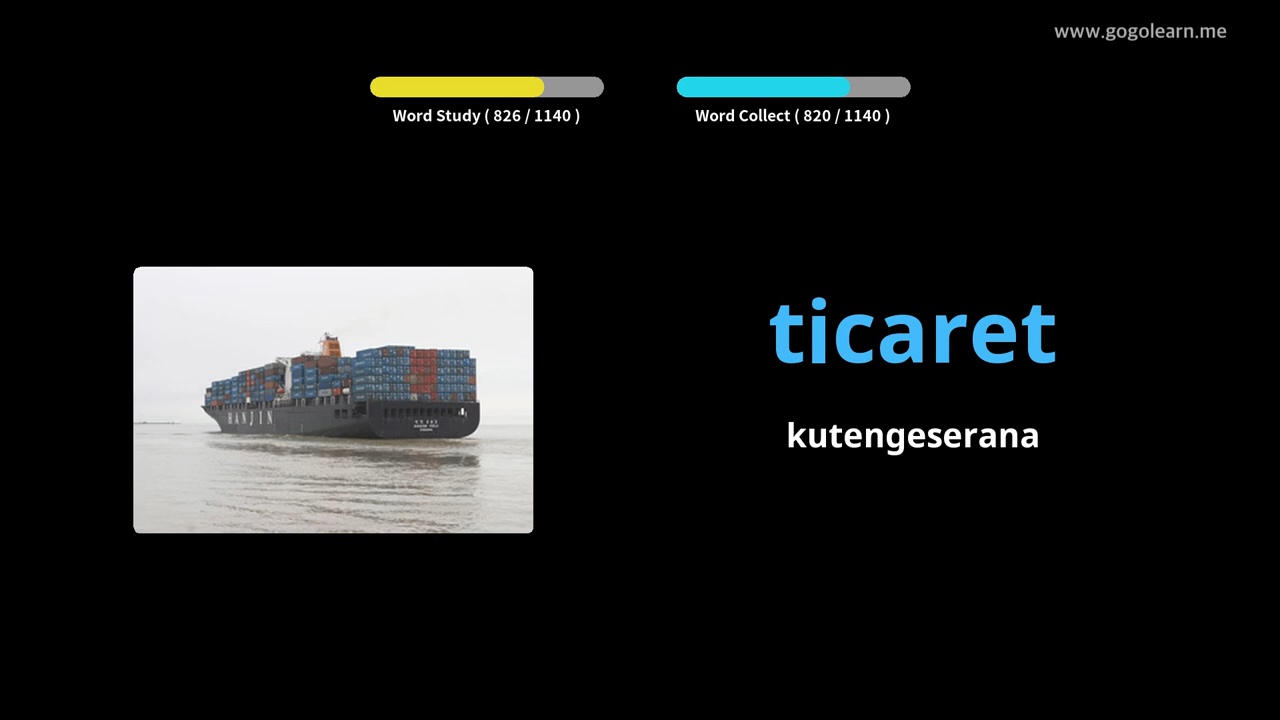 www.gogolearn.me
Word Study ( 826 / 1140 )
Word Collect ( 820 / 1140 )
ticaret
kutengeserana
HANJIN